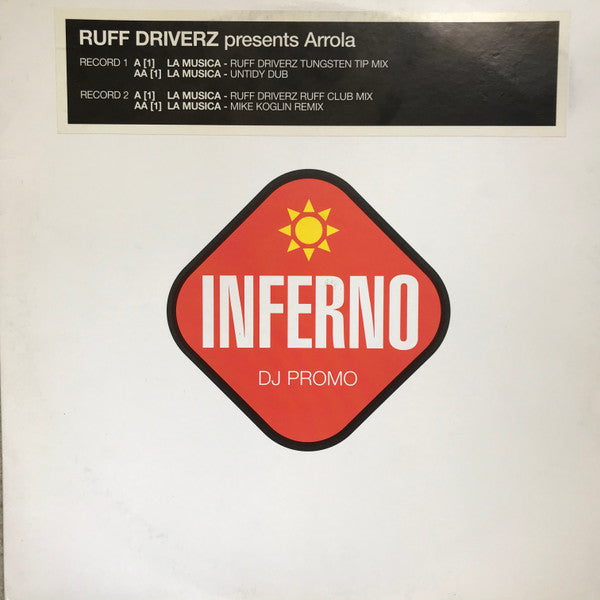 RUFF DRIVERZ presents Arrola
RECORD 1 A [1] LA MUSICA - RUFF DRIVERZ TUNGSTEN TIP MIX
AA [1] LA MUSICA - UNTIDY DUB
RECORD 2 A [1] LA MUSICA - RUFF DRIVERZ RUFF CLUB MIX
AA [1] LA MUSICA - MIKE KOGLIN REMIX
INFERNO
DJ PROMO